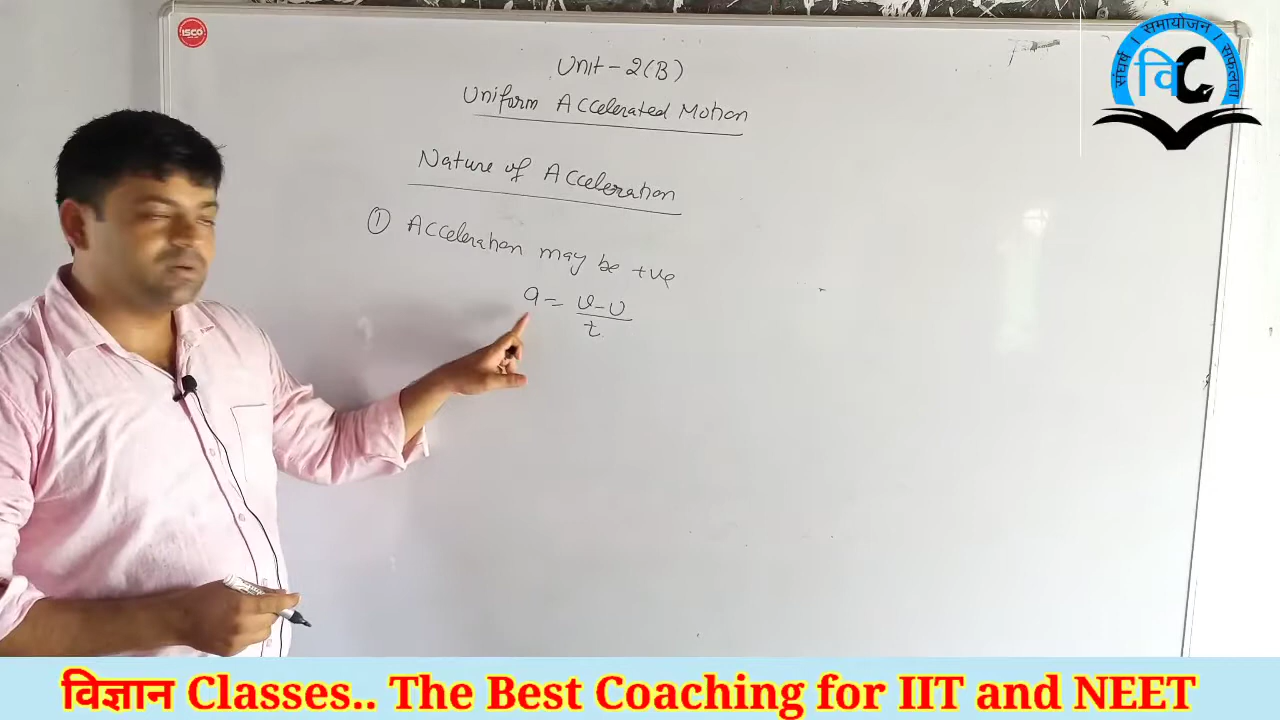 ISCO
Unit-2(B)
Uniform Accelerated Motion
Nature of Acceleration
① Acceleration may be +ve
a = v-u
t
संघर्ष । समायोजन । सफलता
वि C
विज्ञान Classes.. The Best Coaching for IIT and NEET